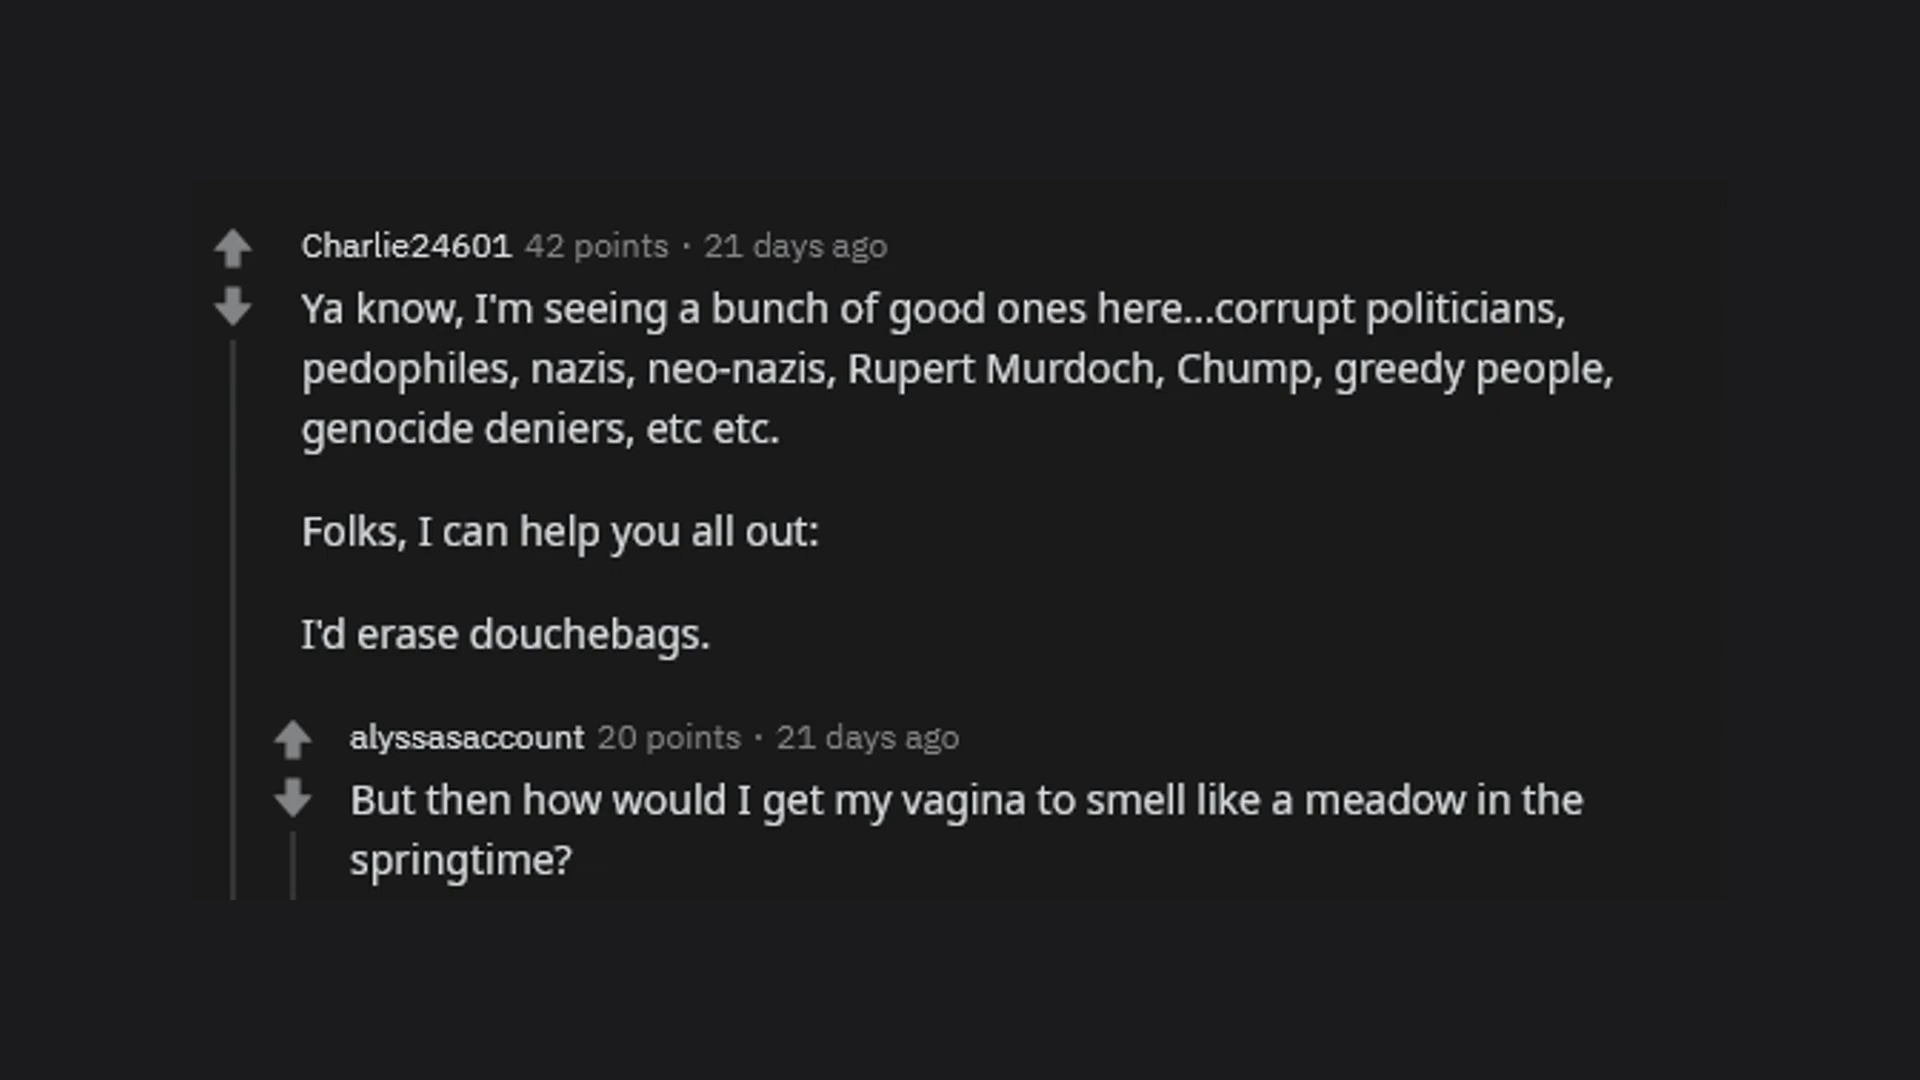 Charlie24601 42 points · 21 days ago
Ya know, I'm seeing a bunch of good ones here...corrupt politicians,
pedophiles, nazis, neo-nazis, Rupert Murdoch, Chump, greedy people,
genocide deniers, etc etc.
Folks, I can help you all out:
I'd erase douchebags.
alyssasaccount 20 points · 21 days ago
But then how would I get my vagina to smell like a meadow in the
springtime?